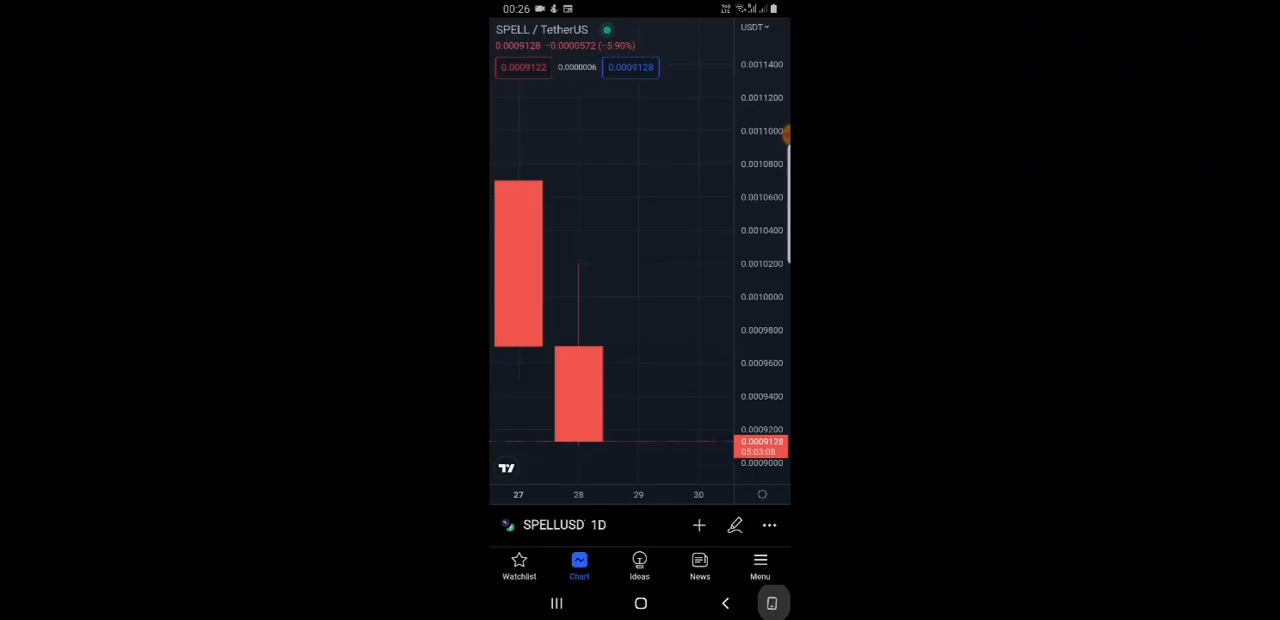 00:26
SPELL / TetherUS
USDT
0.0009128 -0.0000572 (-5.90%)
0.0009122 0.0000006 0.0009128
0.0011400
0.0011200
0.0011000
0.0010800
0.0010600
0.0010400
0.0010200
0.0010000
0.0009800
0.0009600
0.0009400
0.0009200
0.0009128
05:03:08
0.0009000
27 28 29 30
SPELLUSD 1D
Watchlist Chart Ideas News Menu